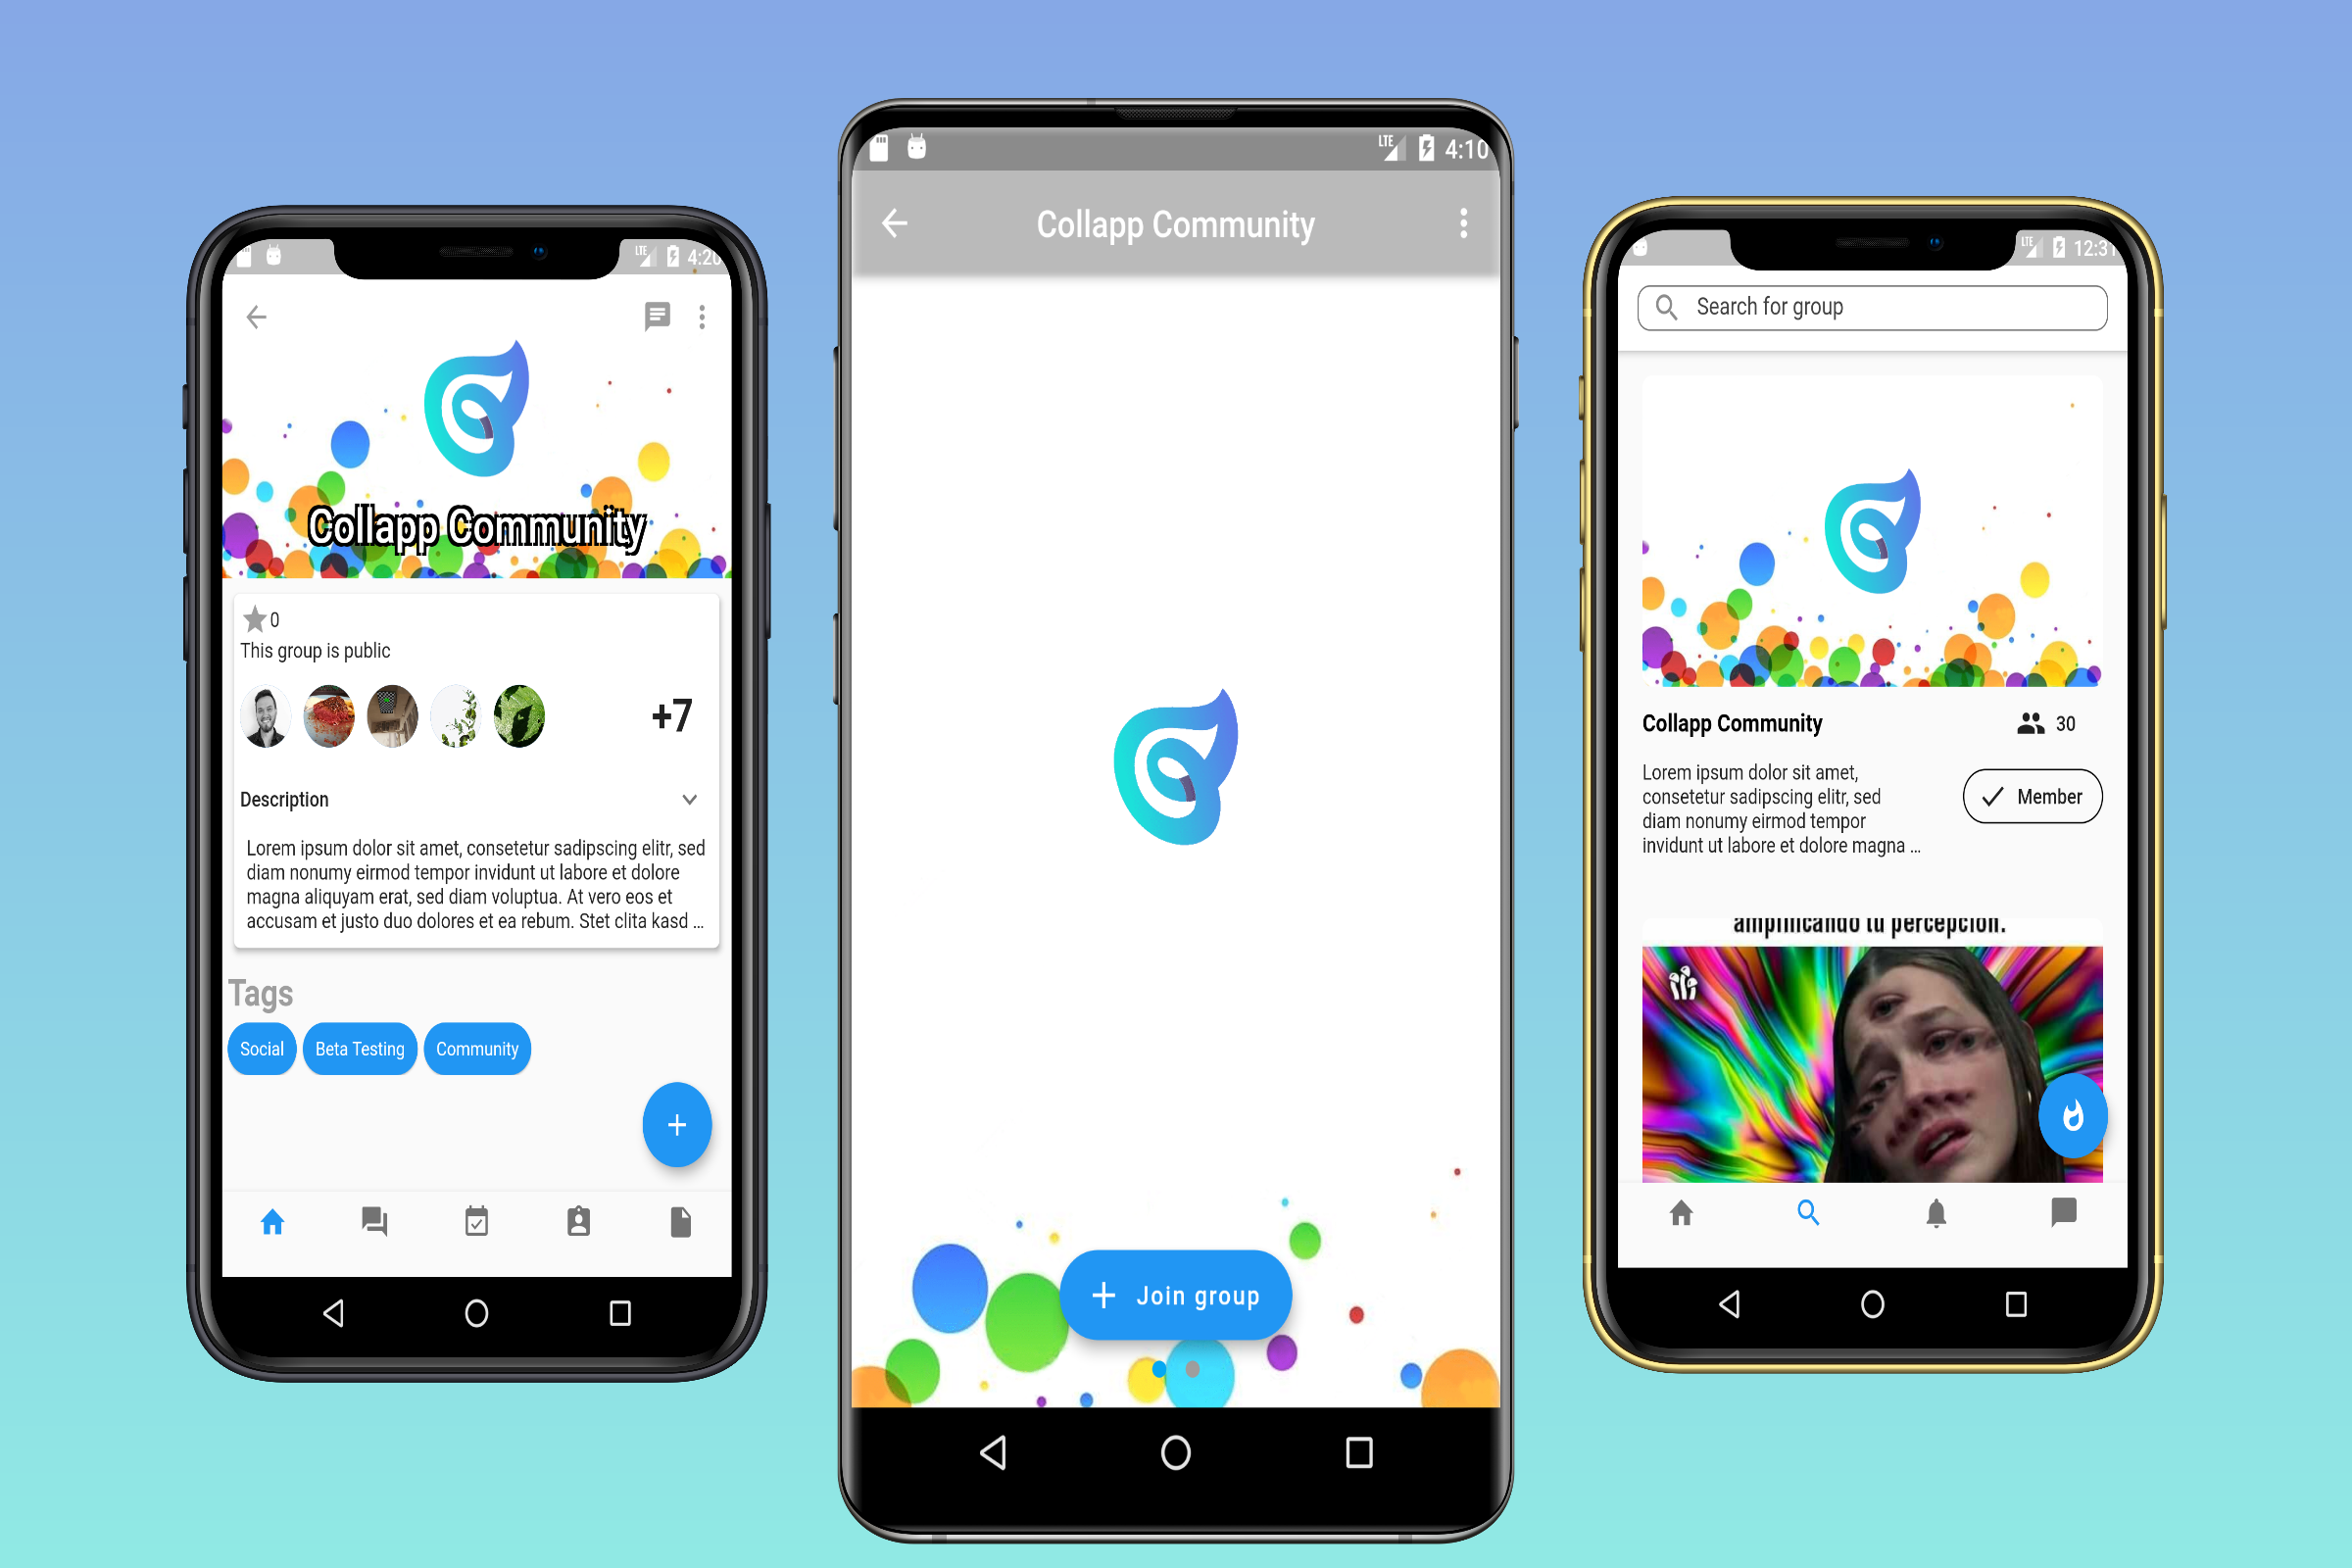 LTE 4:20
Collapp Community
0
This group is public
+7
Description
Lorem ipsum dolor sit amet, consetetur sadipscing elitr, sed
diam nonumy eirmod tempor invidunt ut labore et dolore
magna aliquyam erat, sed diam voluptua. At vero eos et
accusam et justo duo dolores et ea rebum. Stet clita kasd ...
Tags
Social
Beta Testing
Community
LTE 4:10
Collapp Community
Join group
LTE 12:31
Search for group
Collapp Community
30
Lorem ipsum dolor sit amet,
consetetur sadipscing elitr, sed
diam nonumy eirmod tempor
invidunt ut labore et dolore magna ...
Member
amplificando tu percepción.